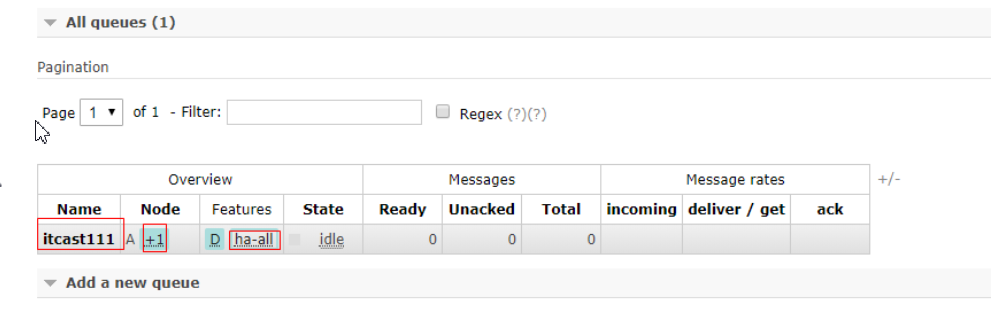 All queues (1)
Pagination
Page 1 of 1 - Filter: Regex (?)(?)
Overview Messages Message rates +/-
Name Node Features State Ready Unacked Total incoming deliver / get ack
itcast111 A +1 D ha-all idle 0 0 0
Add a new queue